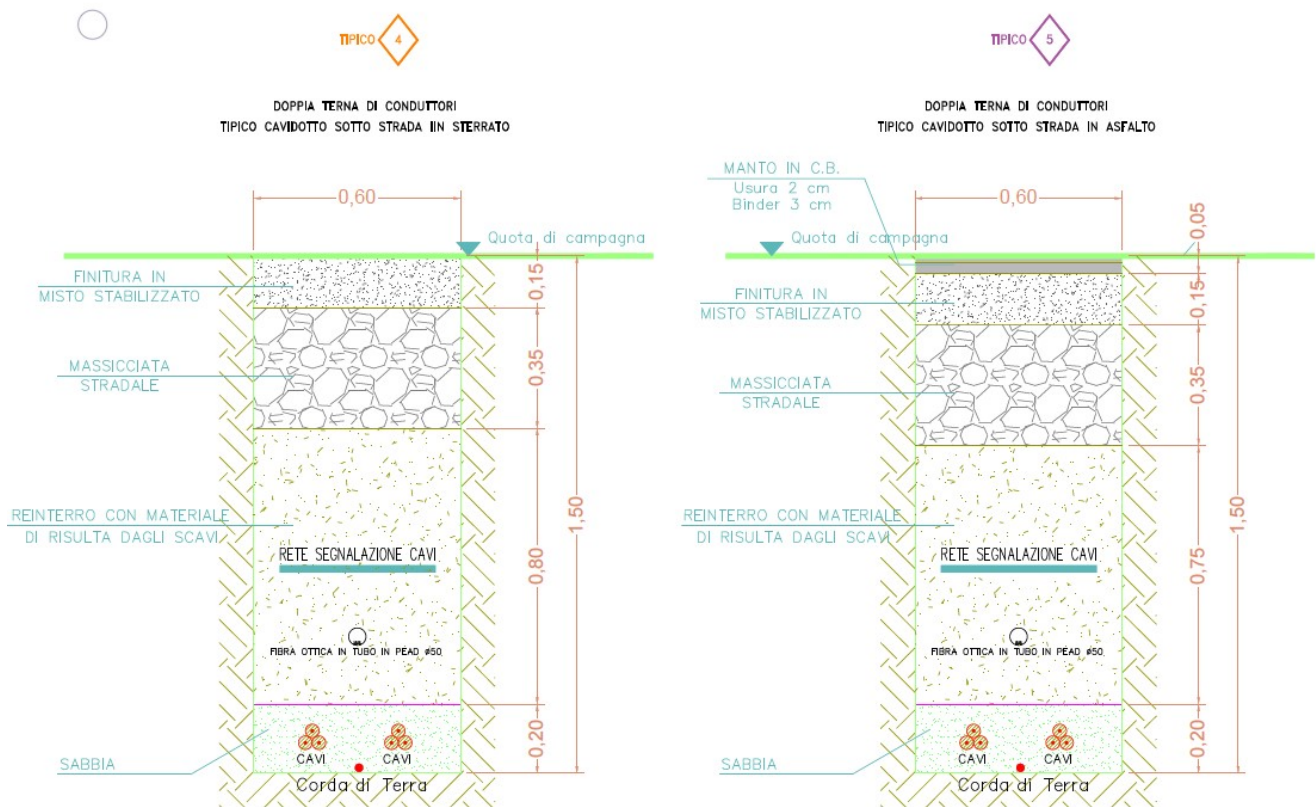 TIPICO 4
DOPPIA TERNA DI CONDUTTORI
TIPICO CAVIDOTTO SOTTO STRADA IIN STERRATO
0,60
Quota di campagna
FINITURA IN
MISTO STABILIZZATO
0,15
MASSICCIATA
STRADALE
0,35
REINTERRO CON MATERIALE
DI RISULTA DAGLI SCAVI
RETE SEGNALAZIONE CAVI
0,80
1,50
FIBRA OTTICA IN TUBO IN PEAD ø50
SABBIA
CAVI
CAVI
0,20
Corda di Terra
TIPICO 5
DOPPIA TERNA DI CONDUTTORI
TIPICO CAVIDOTTO SOTTO STRADA IN ASFALTO
MANTO IN C.B.
Usura 2 cm
Binder 3 cm
0,60
0,05
Quota di campagna
FINITURA IN
MISTO STABILIZZATO
0,15
MASSICCIATA
STRADALE
0,35
REINTERRO CON MATERIALE
DI RISULTA DAGLI SCAVI
RETE SEGNALAZIONE CAVI
0,75
1,50
FIBRA OTTICA IN TUBO IN PEAD ø50
SABBIA
CAVI
CAVI
0,20
Corda di Terra